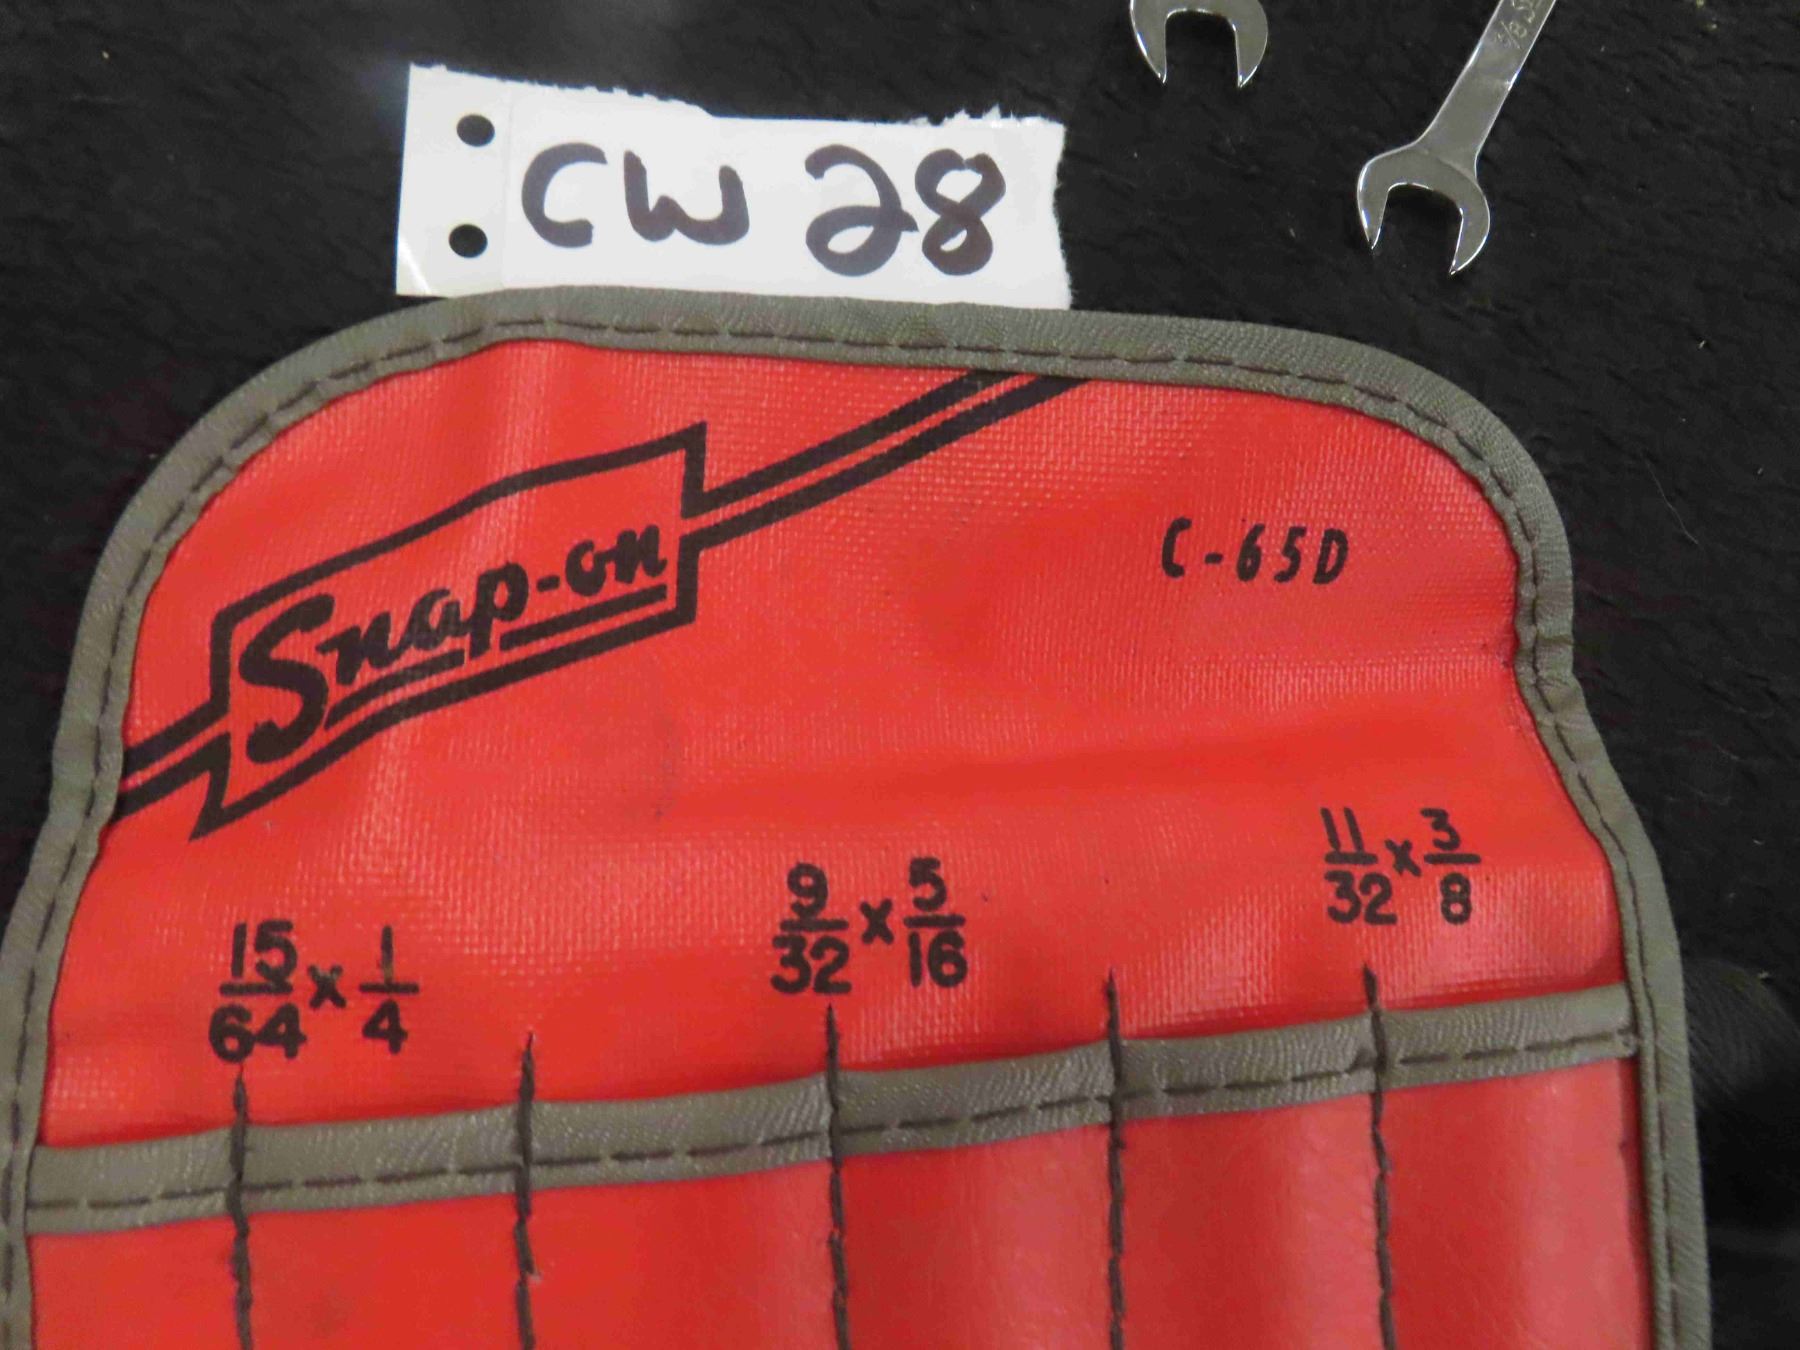 CW 28
Snap-on
C-65D
11/32 x 3/8
9/32 x 5/16
15/64 x 1/4